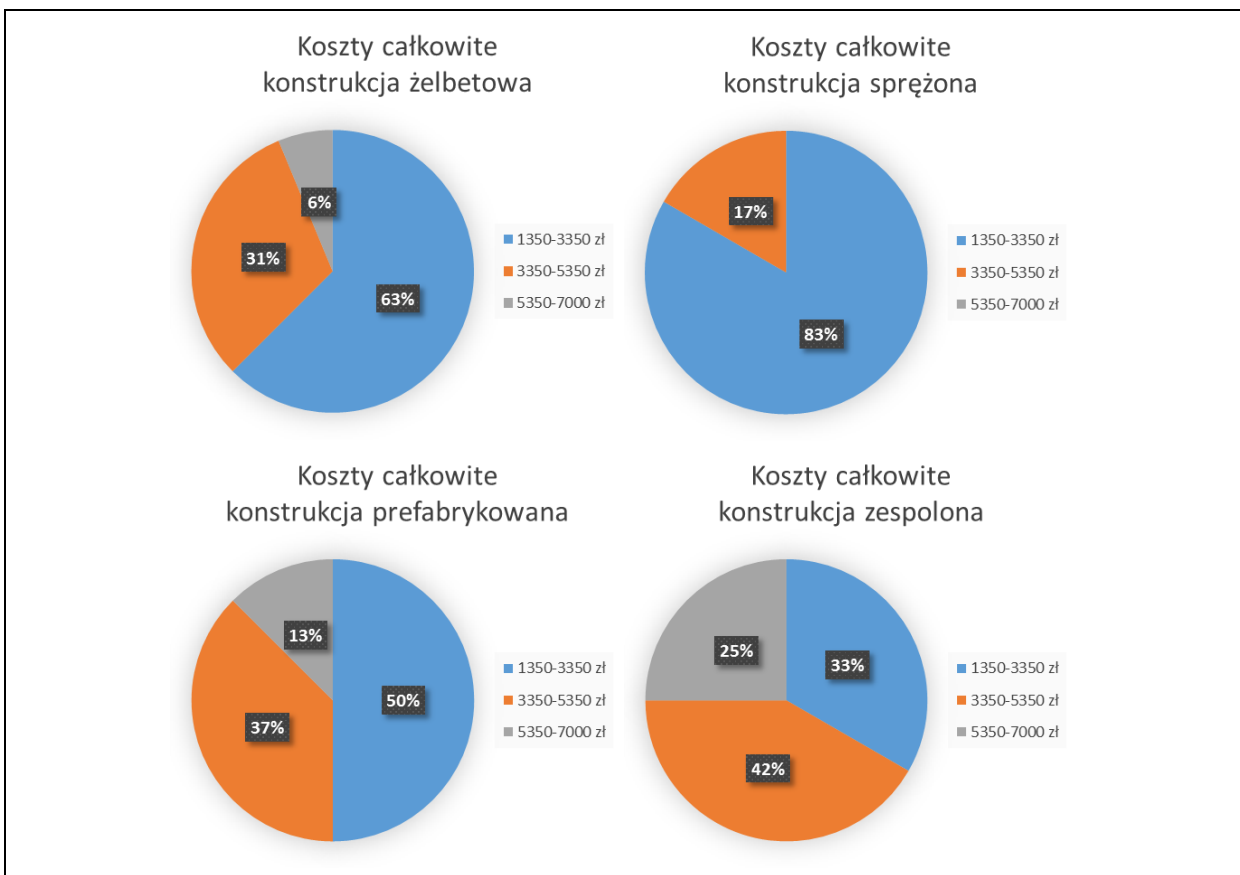 Koszty całkowite
konstrukcja żelbetowa
6%
31%
63%
1350-3350 zł
3350-5350 zł
5350-7000 zł
Koszty całkowite
konstrukcja sprężona
17%
83%
1350-3350 zł
3350-5350 zł
5350-7000 zł
Koszty całkowite
konstrukcja prefabrykowana
13%
50%
37%
1350-3350 zł
3350-5350 zł
5350-7000 zł
Koszty całkowite
konstrukcja zespolona
25%
33%
42%
1350-3350 zł
3350-5350 zł
5350-7000 zł